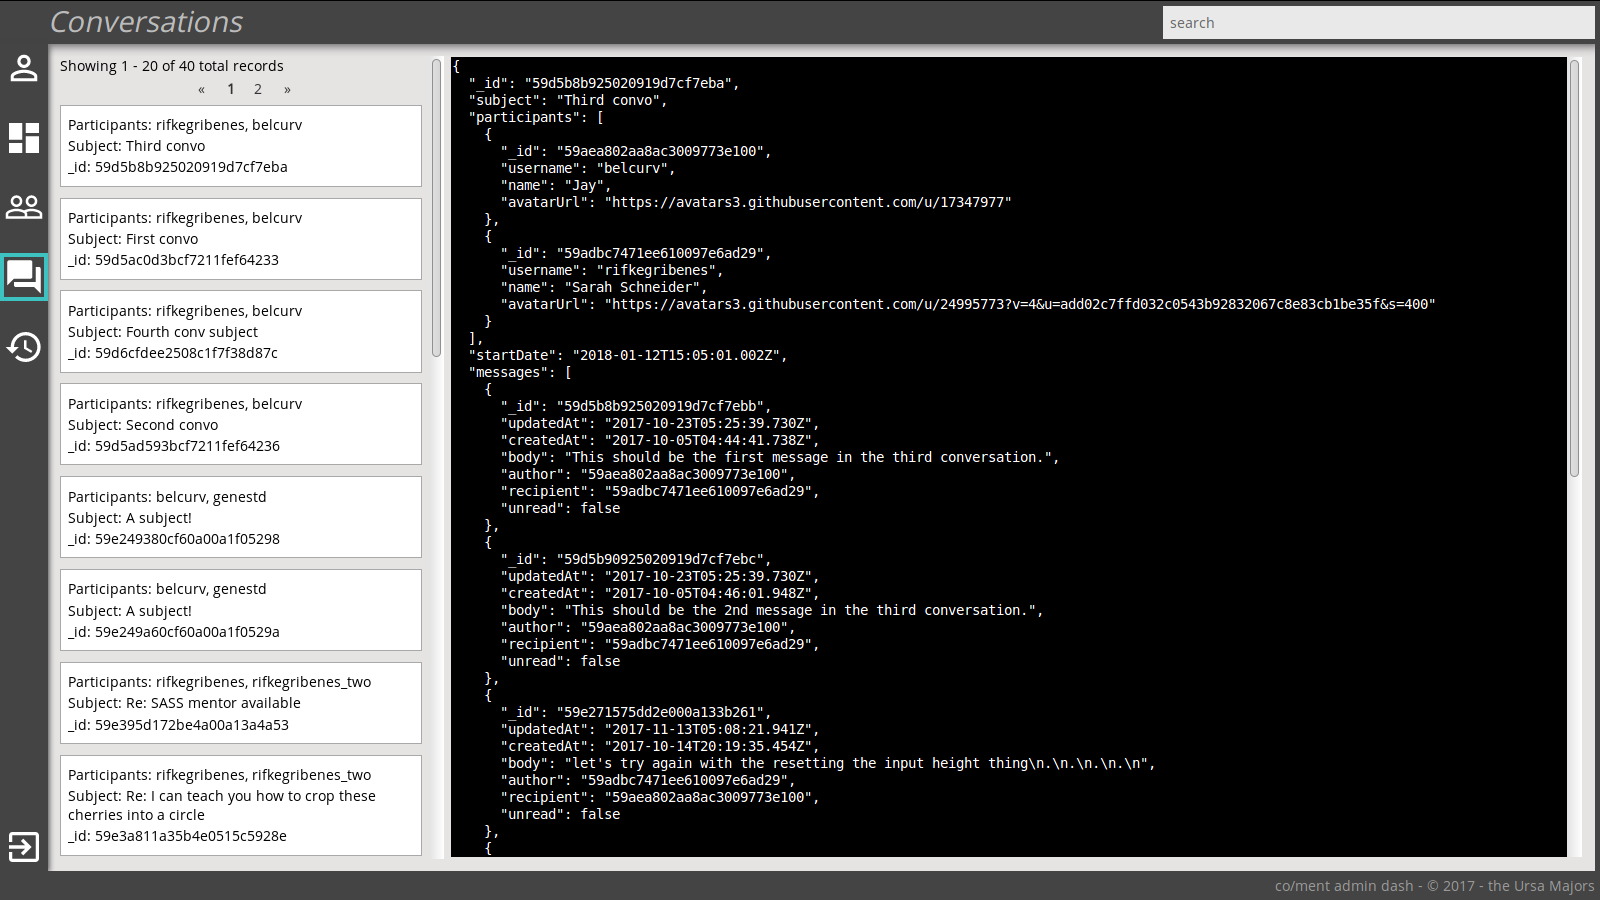 Conversations
search
Showing 1 - 20 of 40 total records
« 1 2 »
Participants: rifkegribenes, belcurv
Subject: Third convo
_id: 59d5b8b925020919d7cf7eba
Participants: rifkegribenes, belcurv
Subject: First convo
_id: 59d5ac0d3bcf7211fef64233
Participants: rifkegribenes, belcurv
Subject: Fourth conv subject
_id: 59d6cfdee2508c1f7f38d87c
Participants: rifkegribenes, belcurv
Subject: Second convo
_id: 59d5ad593bcf7211fef64236
Participants: belcurv, genestd
Subject: A subject!
_id: 59e249380cf60a00a1f05298
Participants: belcurv, genestd
Subject: A subject!
_id: 59e249a60cf60a00a1f0529a
Participants: rifkegribenes, rifkegribenes_two
Subject: Re: SASS mentor available
_id: 59e395d172be4a00a13a4a53
Participants: rifkegribenes, rifkegribenes_two
Subject: Re: I can teach you how to crop these
cherries into a circle
_id: 59e3a811a35b4e0515c5928e
{
"_id": "59d5b8b925020919d7cf7eba",
"subject": "Third convo",
"participants": [
{
"_id": "59aea802aa8ac3009773e100",
"username": "belcurv",
"name": "Jay",
"avatarUrl": "https://avatars3.githubusercontent.com/u/17347977"
},
{
"_id": "59adbc7471ee610097e6ad29",
"username": "rifkegribenes",
"name": "Sarah Schneider",
"avatarUrl": "https://avatars3.githubusercontent.com/u/24995773?v=4&u=add02c7ffd032c0543b92832067c8e83cb1be35f&s=400"
}
],
"startDate": "2018-01-12T15:05:01.002Z",
"messages": [
{
"_id": "59d5b8b925020919d7cf7ebb",
"updatedAt": "2017-10-23T05:25:39.730Z",
"createdAt": "2017-10-05T04:44:41.738Z",
"body": "This should be the first message in the third conversation.",
"author": "59aea802aa8ac3009773e100",
"recipient": "59adbc7471ee610097e6ad29",
"unread": false
},
{
"_id": "59d5b90925020919d7cf7ebc",
"updatedAt": "2017-10-23T05:25:39.730Z",
"createdAt": "2017-10-05T04:46:01.948Z",
"body": "This should be the 2nd message in the third conversation.",
"author": "59aea802aa8ac3009773e100",
"recipient": "59adbc7471ee610097e6ad29",
"unread": false
},
{
"_id": "59e271575dd2e000a133b261",
"updatedAt": "2017-11-13T05:08:21.941Z",
"createdAt": "2017-10-14T20:19:35.454Z",
"body": "let's try again with the resetting the input height thing\n.\n.\n.\n.\n",
"author": "59adbc7471ee610097e6ad29",
"recipient": "59aea802aa8ac3009773e100",
"unread": false
},
{
co/ment admin dash - © 2017 - the Ursa Majors